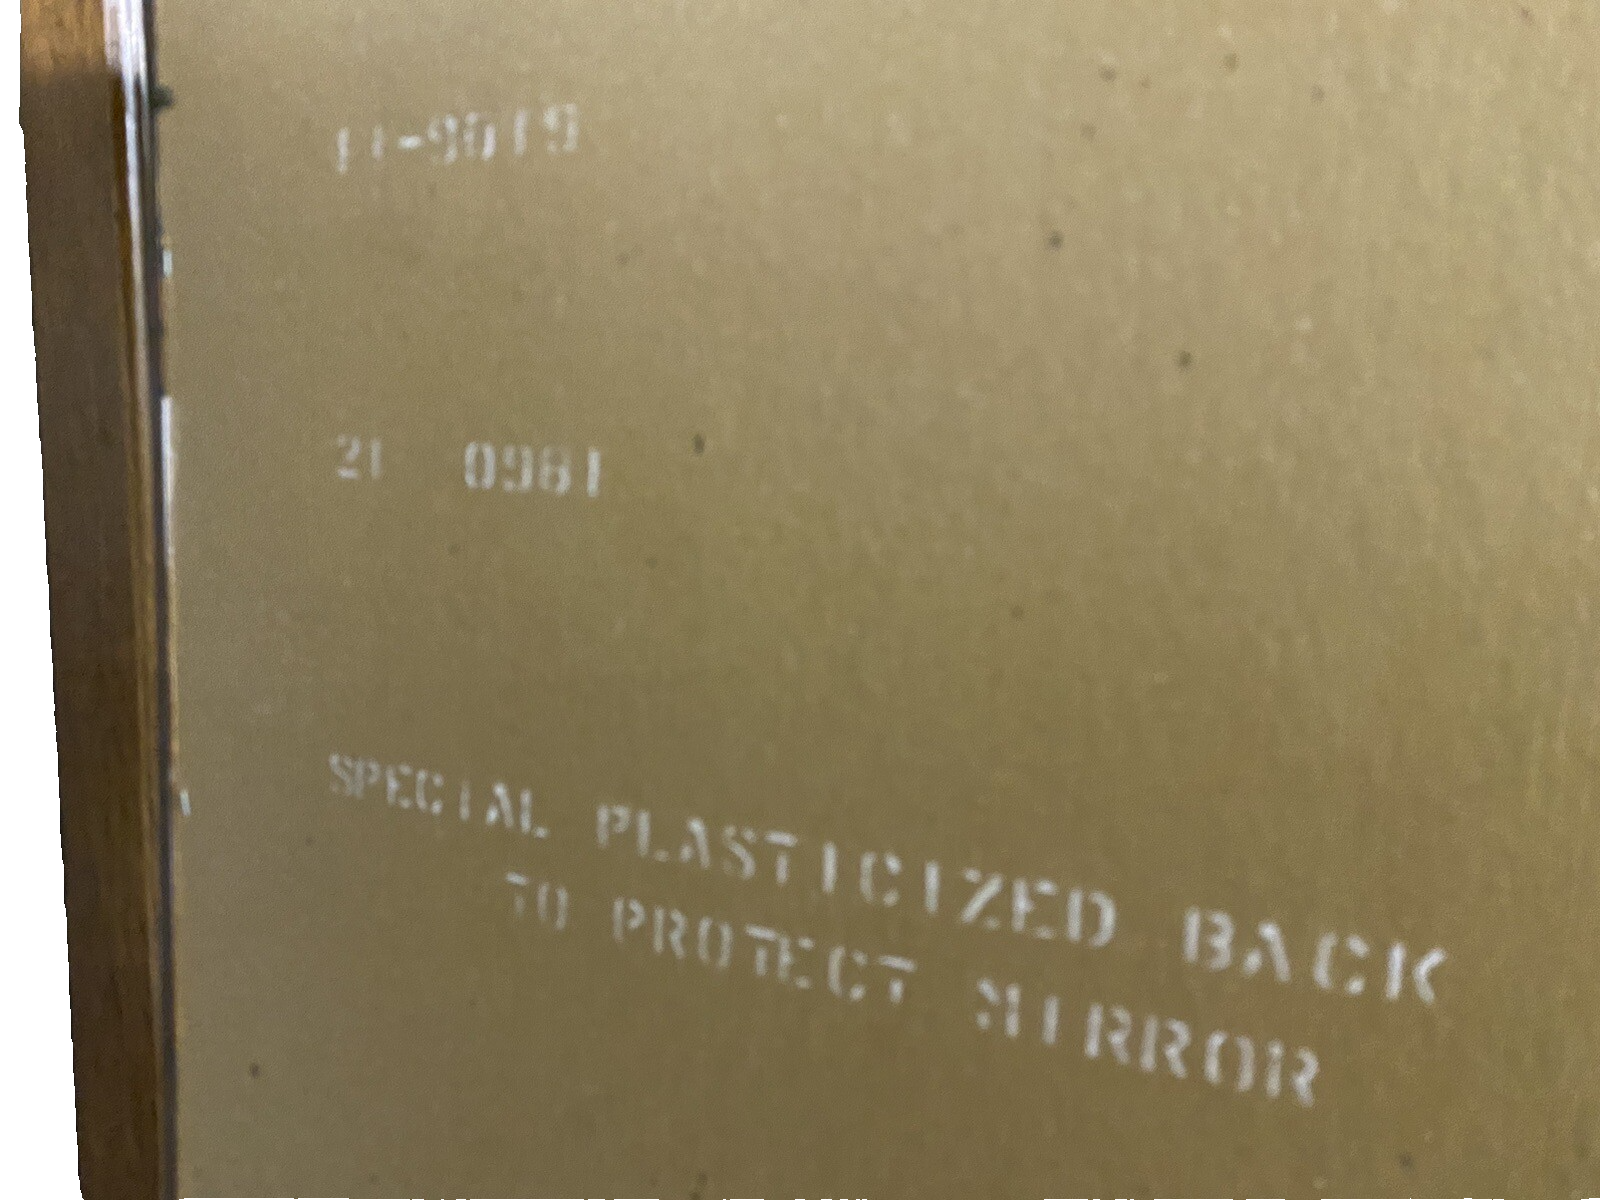 11-9019
21 0981
SPECIAL PLASTICIZED BACK
TO PROTECT MIRROR